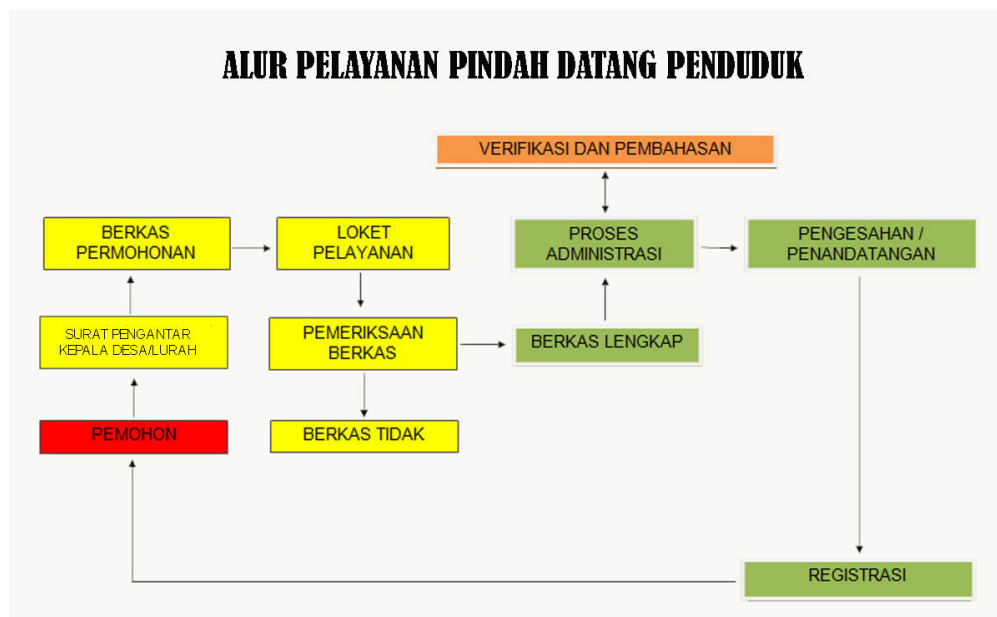 ALUR PELAYANAN PINDAH DATANG PENDUDUK
VERIFIKASI DAN PEMBAHASAN
BERKAS
PERMOHONAN
LOKET
PELAYANAN
PROSES
ADMINISTRASI
PENGESAHAN /
PENANDATANGAN
SURAT PENGANTAR
KEPALA DESA/LURAH
PEMERIKSAAN
BERKAS
BERKAS LENGKAP
PEMOHON
BERKAS TIDAK
REGISTRASI